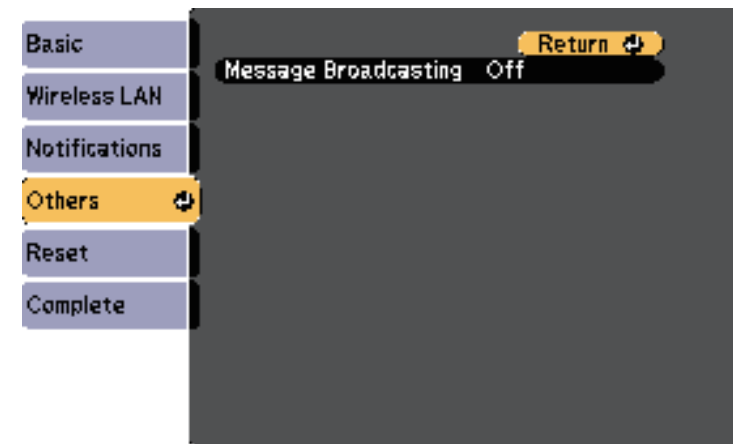 Basic
Wireless LAN
Notifications
Others
Reset
Complete
Return
Message Broadcasting Off